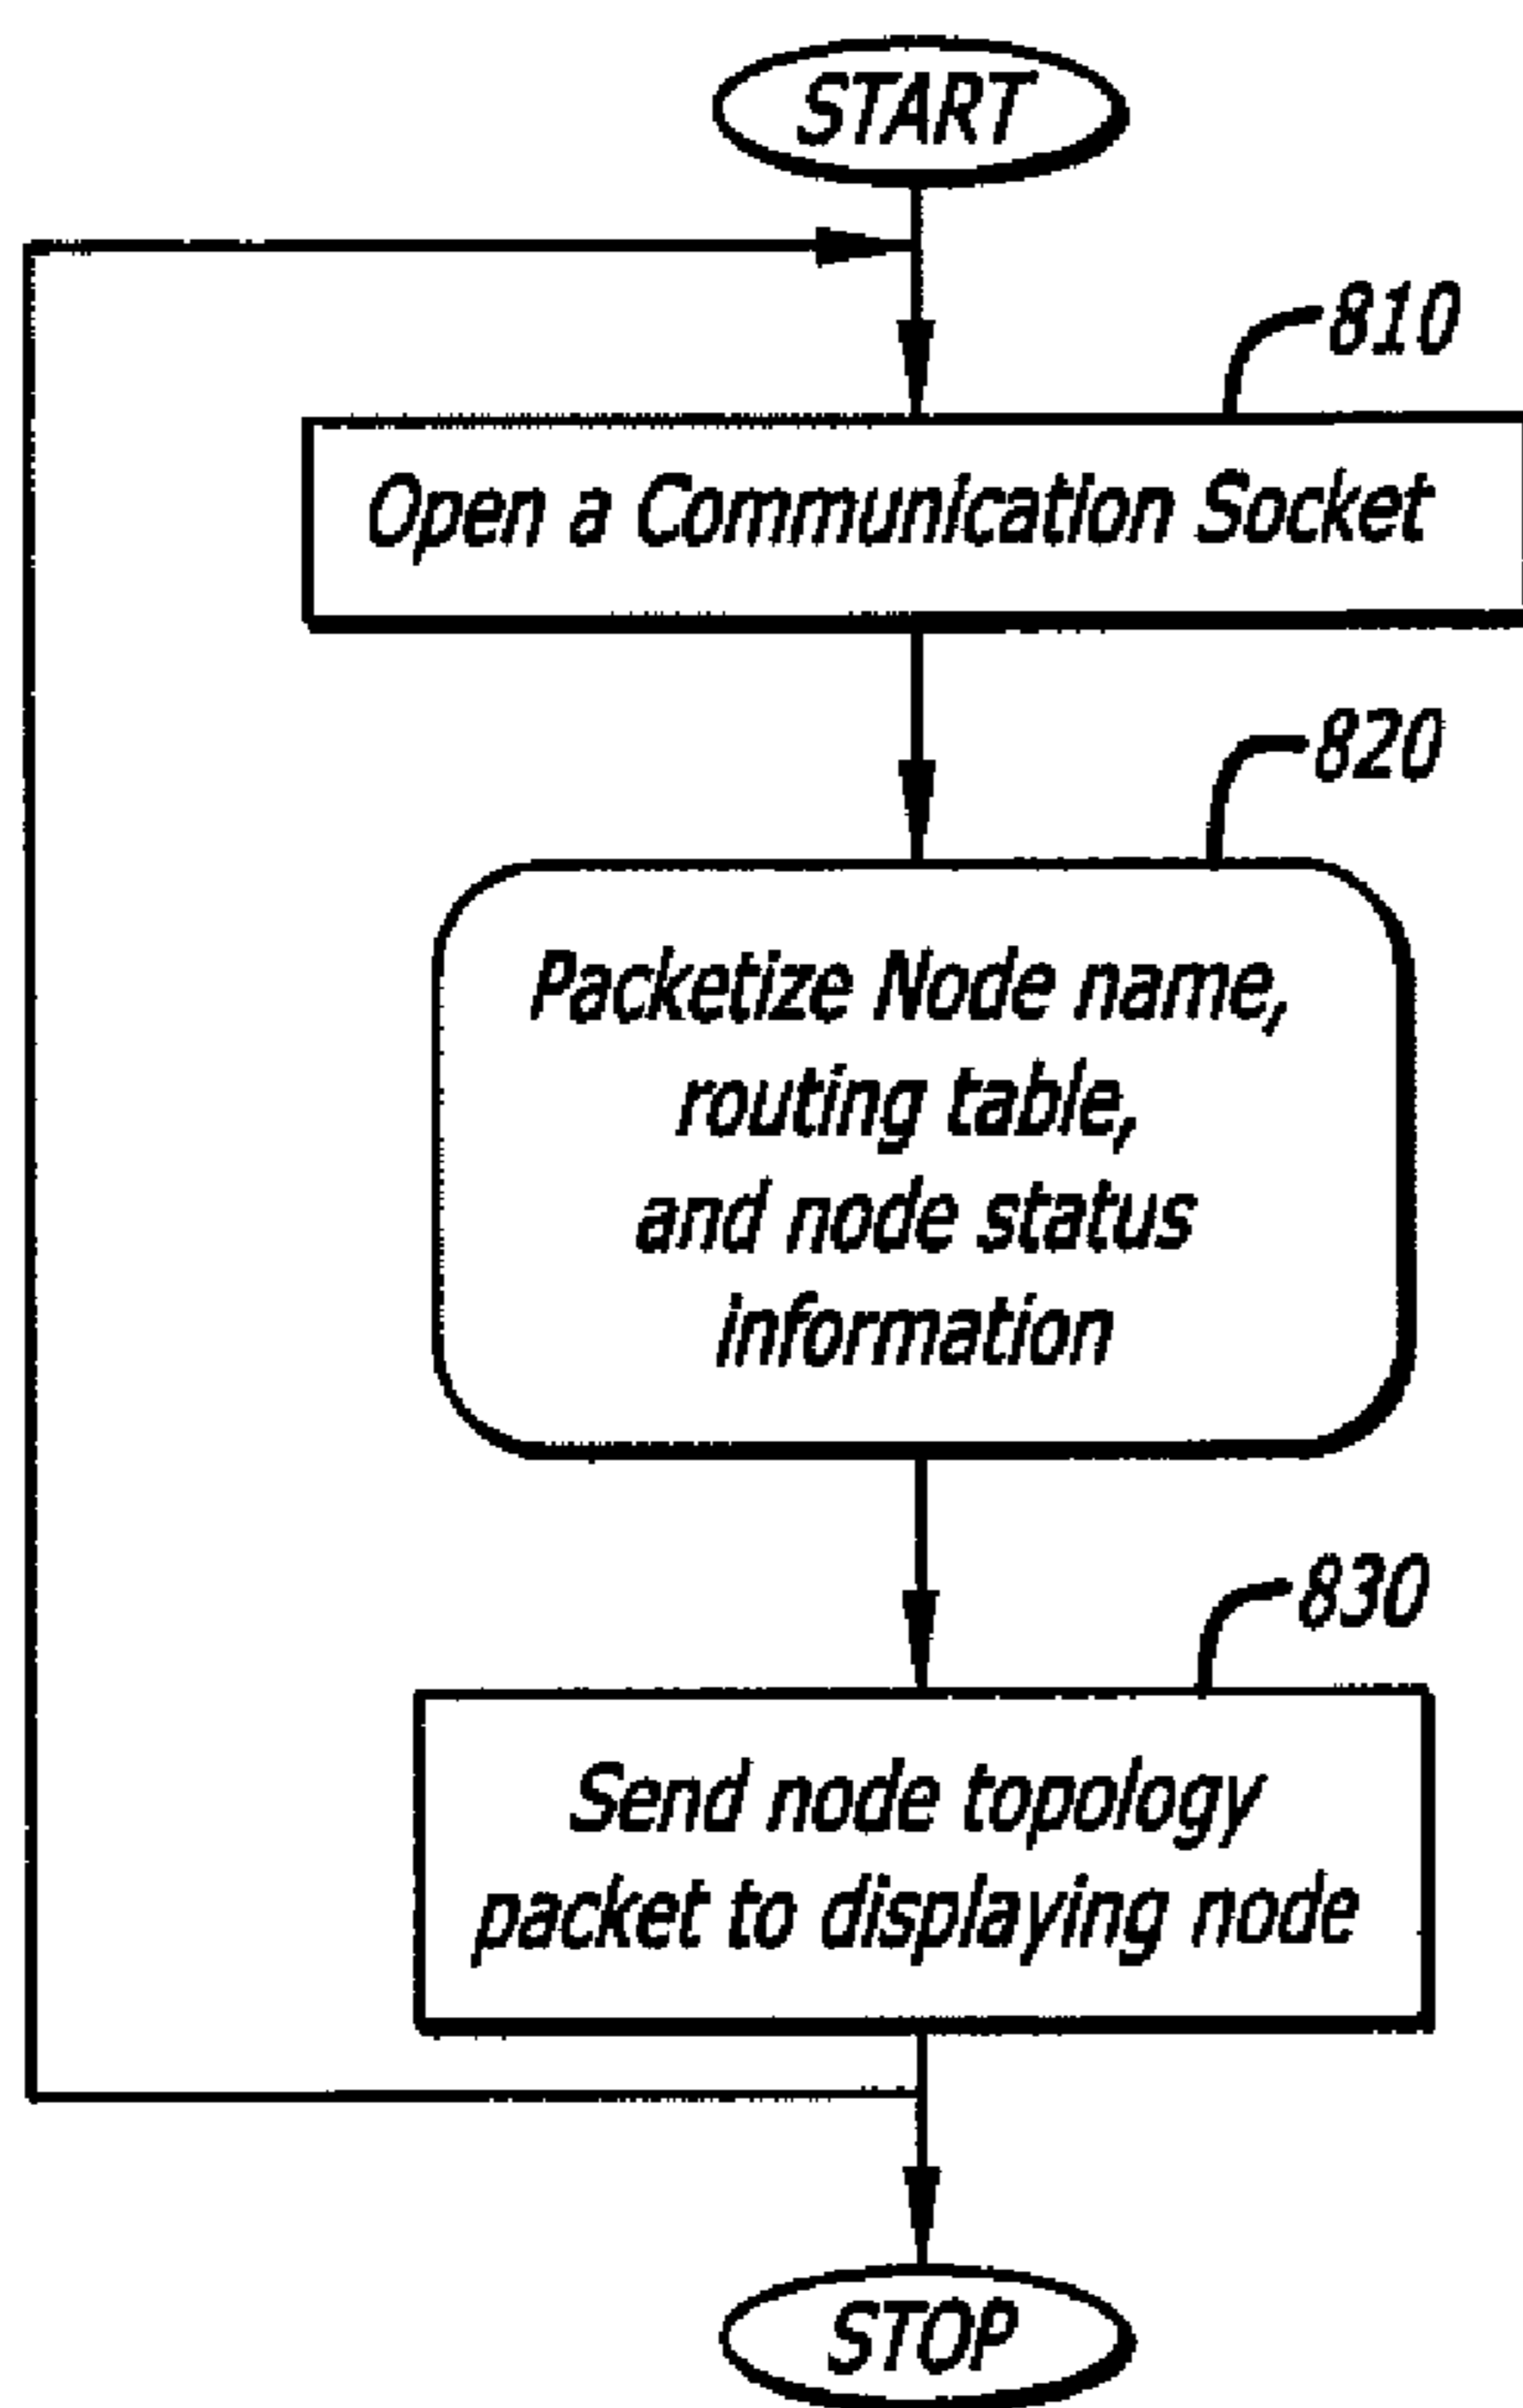 START
810
Open a Communication Socket
820
Packetize Node name,
routing table,
and node status
information
830
Send node topology
packet to displaying node
STOP